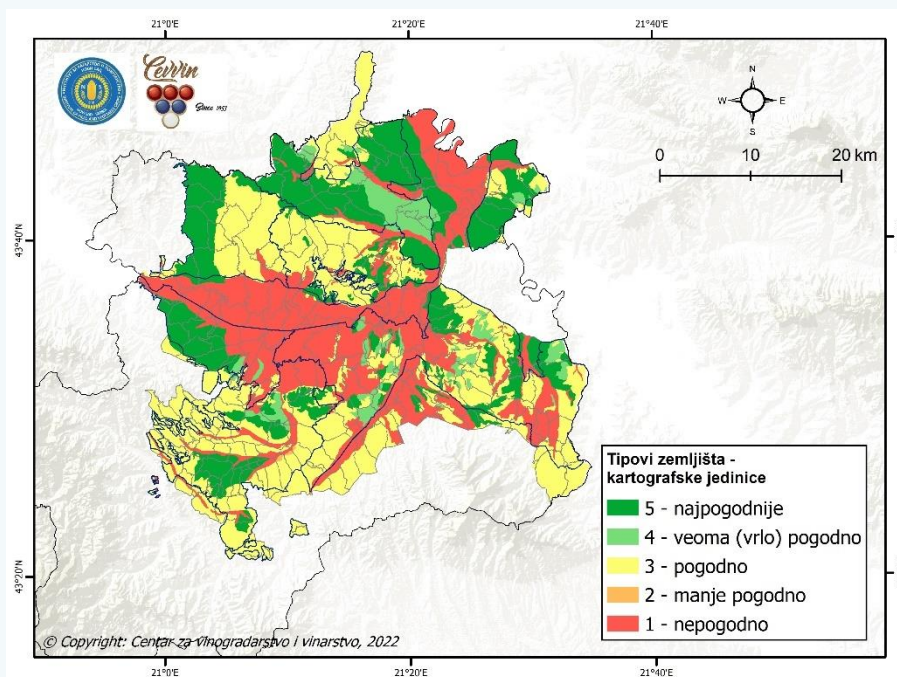 21°0'E
21°20'E
21°40'E
Cevvin
Since 1957
N
W
E
S
0
10
20 km
43°40'N
43°20'N
Tipovi zemljišta -
kartografske jedinice
5 - najpogodnije
4 - veoma (vrlo) pogodno
3 - pogodno
2 - manje pogodno
1 - nepogodno
© Copyright: Centar za vinogradarstvo i vinarstvo, 2022
21°0'E
21°20'E
21°40'E